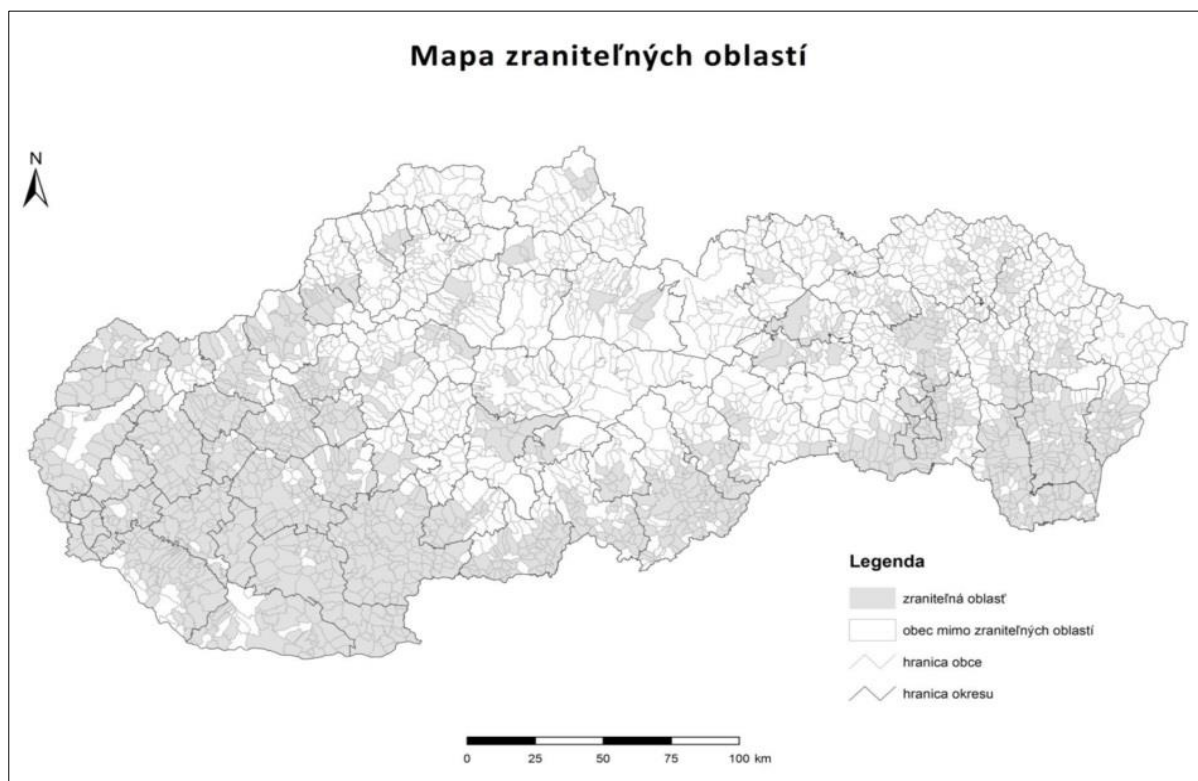 Mapa zraniteľných oblastí
N
Legenda
zraniteľná oblasť
obec mimo zraniteľných oblastí
hranica obce
hranica okresu
0 25 50 75 100 km